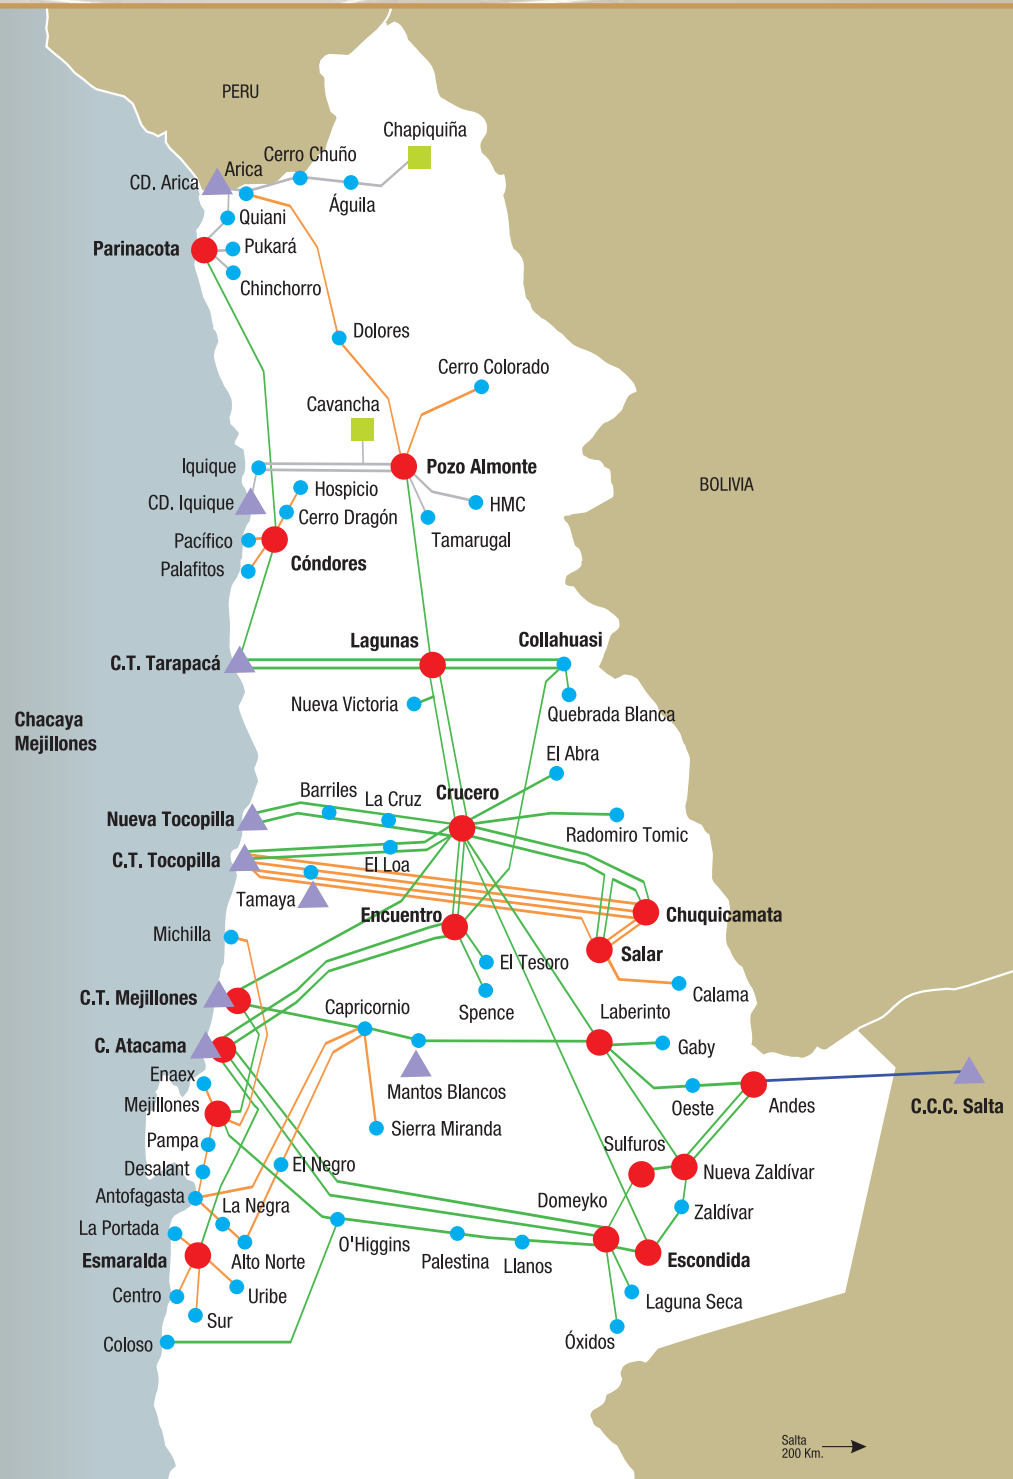 PERU
Chapiquiña
Cerro Chuño
Arica
CD. Arica
Águila
Quiani
Parinacota
Pukará
Chinchorro
Dolores
Cerro Colorado
Cavancha
Iquique
Pozo Almonte
BOLIVIA
Hospicio
CD. Iquique
HMC
Cerro Dragón
Pacífico
Tamarugal
Cóndores
Palafitos
Lagunas
Collahuasi
C.T. Tarapacá
Nueva Victoria
Quebrada Blanca
Chacaya
Mejillones
El Abra
Barriles
La Cruz
Crucero
Nueva Tocopilla
Radomiro Tomic
C.T. Tocopilla
El Loa
Tamaya
Encuentro
Chuquicamata
Michilla
Salar
El Tesoro
C.T. Mejillones
Calama
Capricornio
Spence
Laberinto
C. Atacama
Gaby
Enaex
Mantos Blancos
Mejillones
Oeste
Andes
C.C.C. Salta
Sierra Miranda
Pampa
Sulfuros
Desalant
El Negro
Nueva Zaldívar
Antofagasta
La Negra
Domeyko
Zaldívar
La Portada
O'Higgins
Esmaralda
Alto Norte
Palestina
Llanos
Escondida
Centro
Uribe
Laguna Seca
Sur
Coloso
Óxidos
Salta
200 Km.